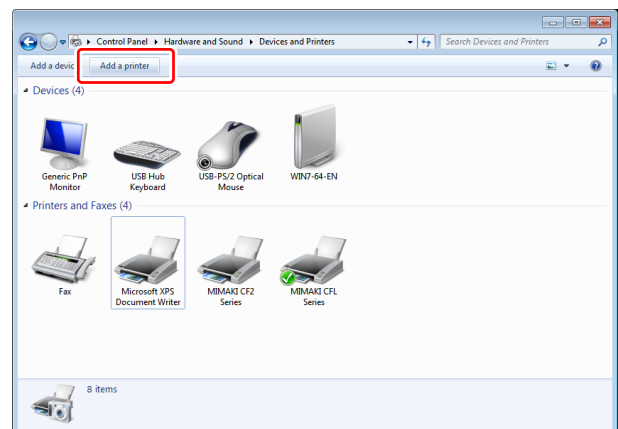 Control Panel ▸ Hardware and Sound ▸ Devices and Printers
Search Devices and Printers
Add a devic Add a printer
Devices (4)
Generic PnP
Monitor
USB Hub
Keyboard
USB-PS/2 Optical
Mouse
WIN7-64-EN
Printers and Faxes (4)
Fax
Microsoft XPS
Document Writer
MIMAKI CF2
Series
MIMAKI CFL
Series
8 items